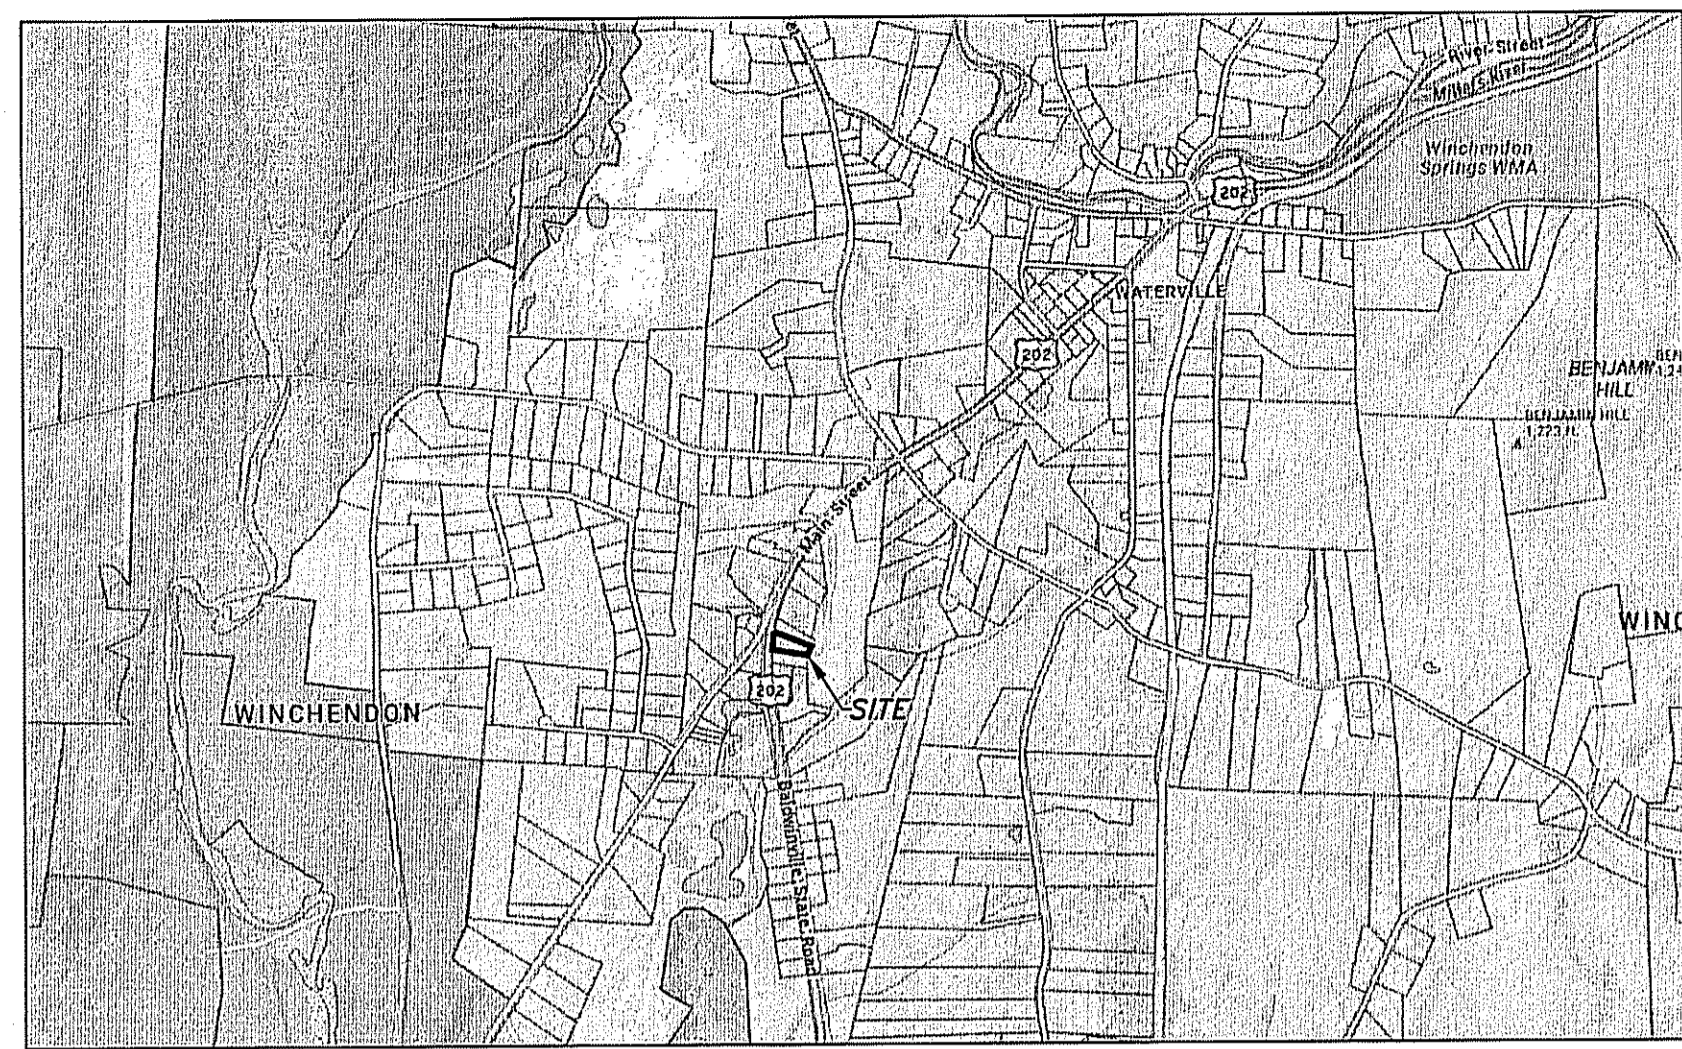 River Street
Millers River
Winchendon
Springs WMA
202
WATERVILLE
202
BENJAMIN
HILL
BENJAMIN HILL
1,223 ft.
Main Street
WINC
202
SITE
WINCHENDON
Baldwinville State Road